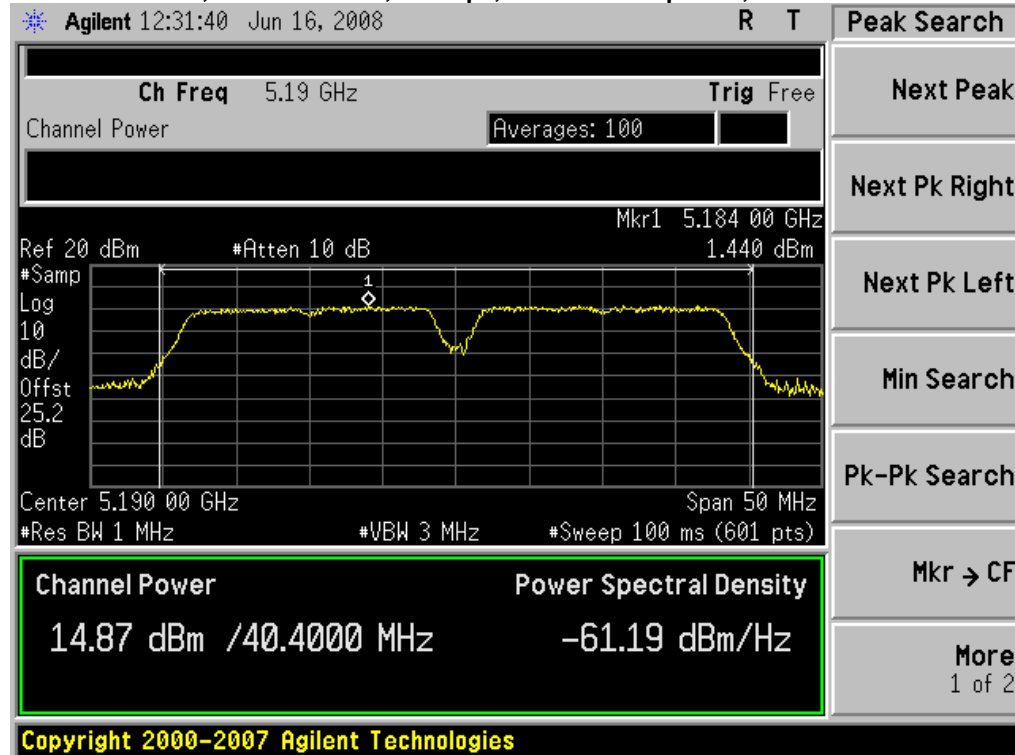 Agilent 12:31:40 Jun 16, 2008 R T
Peak Search
Ch Freq 5.19 GHz Trig Free
Channel Power Averages: 100
Mkr1 5.184 00 GHz
Ref 20 dBm #Atten 10 dB 1.440 dBm
#Samp
Log
10
dB/
Offst
25.2
dB
1
Center 5.190 00 GHz Span 50 MHz
#Res BW 1 MHz #VBW 3 MHz #Sweep 100 ms (601 pts)
Channel Power Power Spectral Density
14.87 dBm /40.4000 MHz -61.19 dBm/Hz
Next Peak
Next Pk Right
Next Pk Left
Min Search
Pk-Pk Search
Mkr → CF
More
1 of 2
Copyright 2000-2007 Agilent Technologies